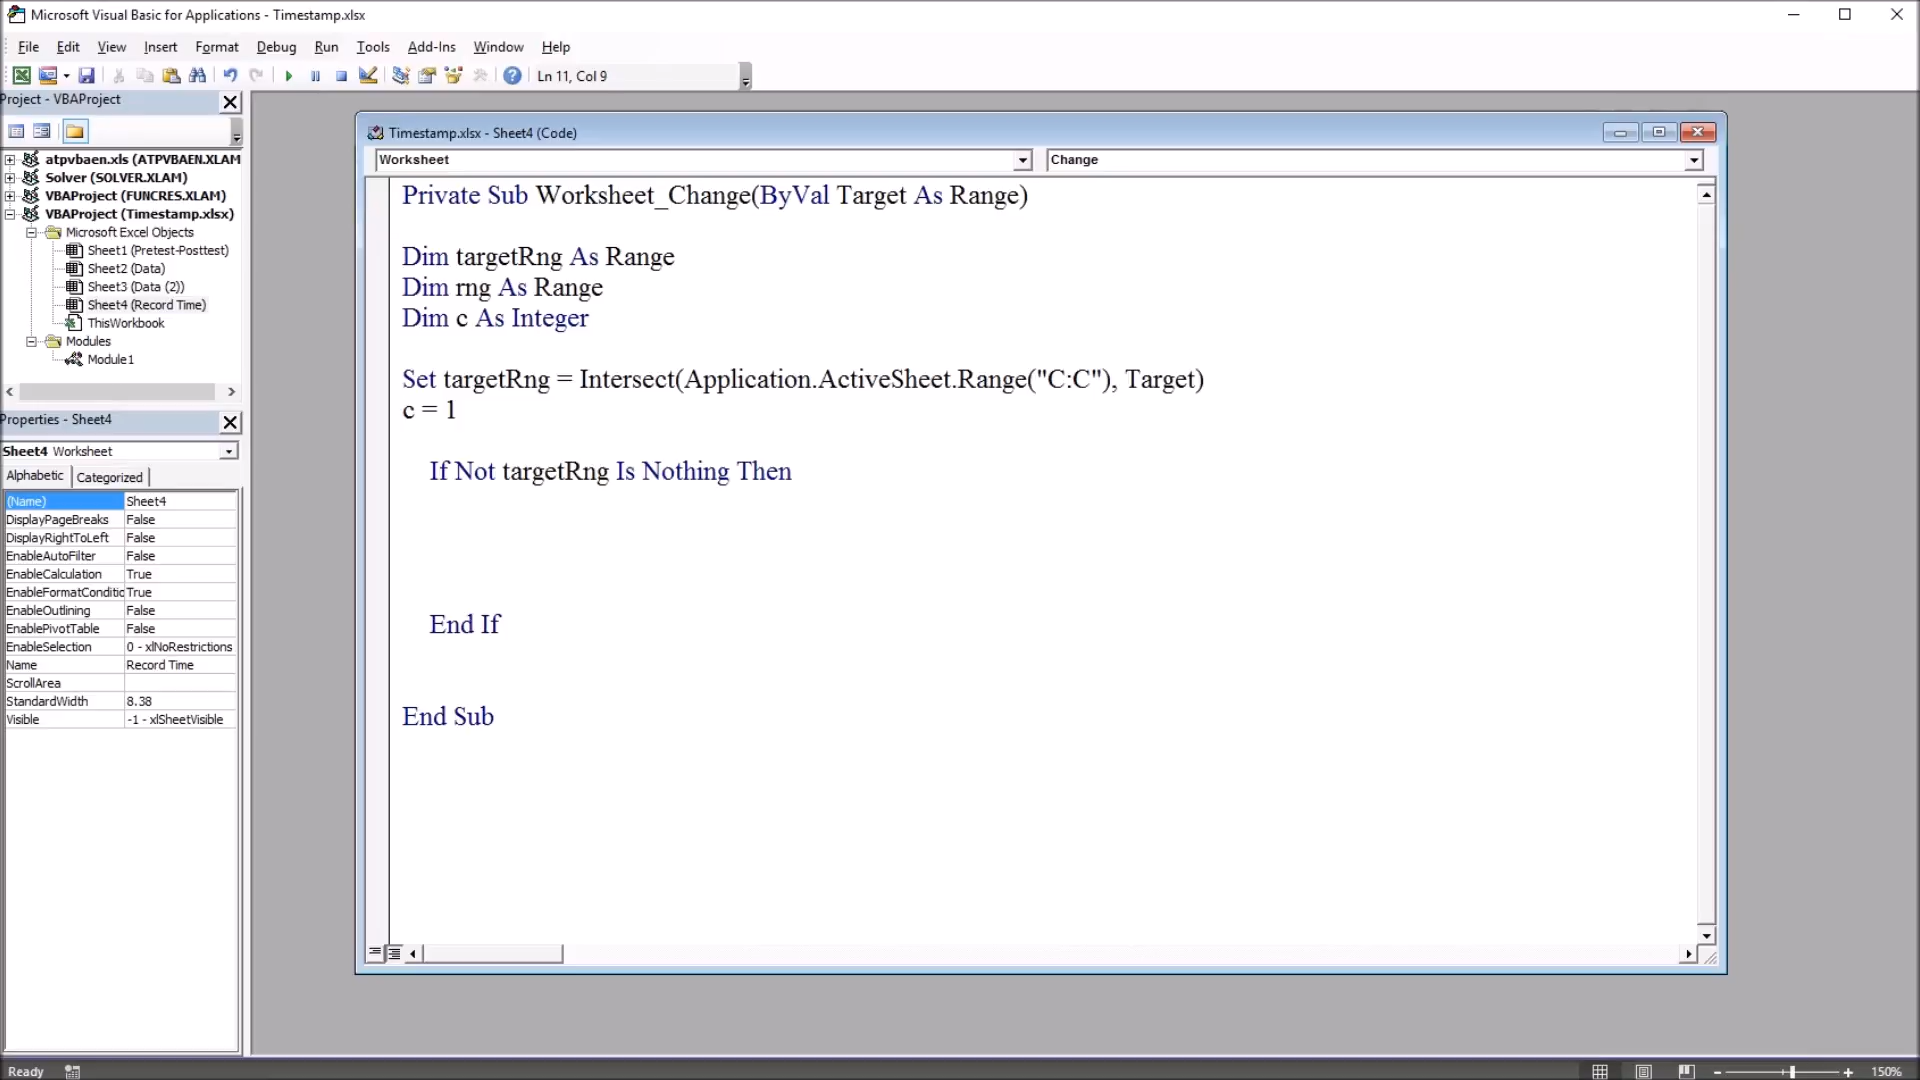 Microsoft Visual Basic for Applications - Timestamp.xlsx
File Edit View Insert Format Debug Run Tools Add-Ins Window Help
Ln 11, Col 9
Project - VBAProject
atpvbaen.xls (ATPVBAEN.XLAM
Solver (SOLVER.XLAM)
VBAProject (FUNCRES.XLAM)
VBAProject (Timestamp.xlsx)
Microsoft Excel Objects
Sheet1 (Pretest-Posttest)
Sheet2 (Data)
Sheet3 (Data (2))
Sheet4 (Record Time)
ThisWorkbook
Modules
Module1
Properties - Sheet4
Sheet4 Worksheet
Alphabetic Categorized
(Name) Sheet4
DisplayPageBreaks False
DisplayRightToLeft False
EnableAutoFilter False
EnableCalculation True
EnableFormatConditic True
EnableOutlining False
EnablePivotTable False
EnableSelection 0 - xlNoRestrictions
Name Record Time
ScrollArea
StandardWidth 8.38
Visible -1 - xlSheetVisible
Timestamp.xlsx - Sheet4 (Code)
Worksheet Change
Private Sub Worksheet_Change(ByVal Target As Range)
Dim targetRng As Range
Dim rng As Range
Dim c As Integer
Set targetRng = Intersect(Application.ActiveSheet.Range("C:C"), Target)
c = 1
If Not targetRng Is Nothing Then
End If
End Sub
Ready 150%